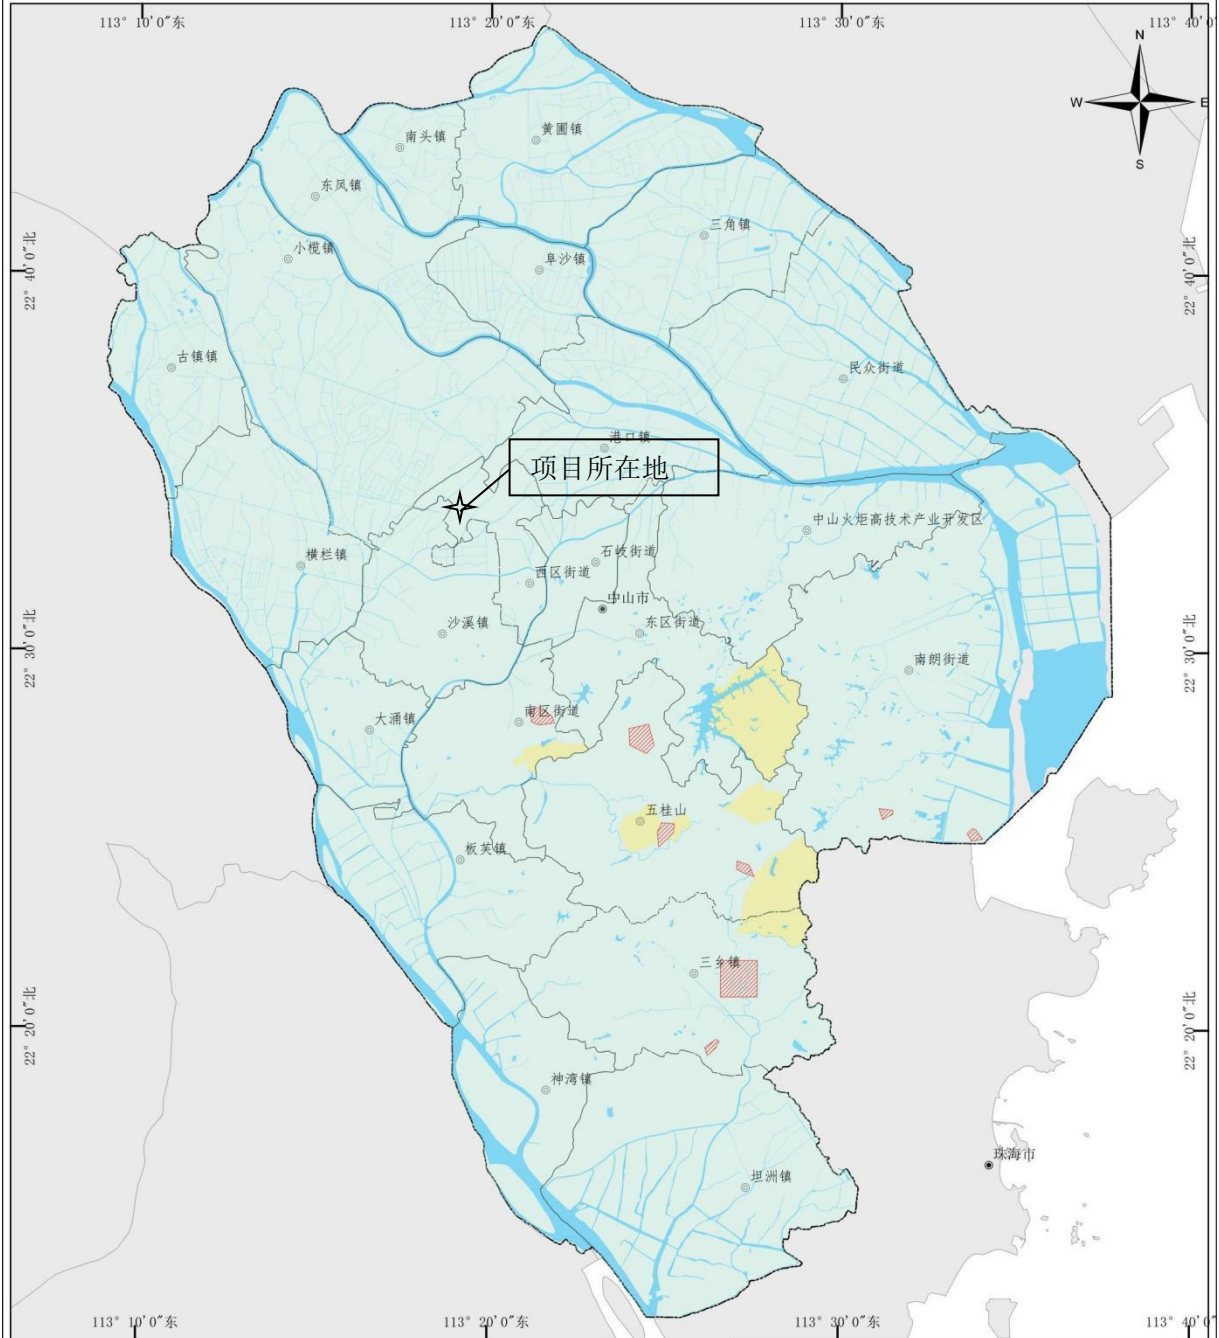 113° 10′0″东
113° 20′0″东
113° 30′0″东
113° 40′0″
N
W
E
S
黄圃镇
南头镇
东凤镇
三角镇
小榄镇
阜沙镇
22° 40′0″北
22° 40′0″北
古镇镇
民众街道
港口镇
项目所在地
中山火炬高技术产业开发区
横栏镇
石岐街道
西区街道
中山市
沙溪镇
东区街道
22° 30′0″北
22° 30′0″北
南朗街道
大涌镇
南区街道
五桂山
板芙镇
三乡镇
22° 20′0″北
22° 20′0″北
神湾镇
珠海市
坦洲镇
113° 10′0″东
113° 20′0″东
113° 30′0″东
113° 40′0″